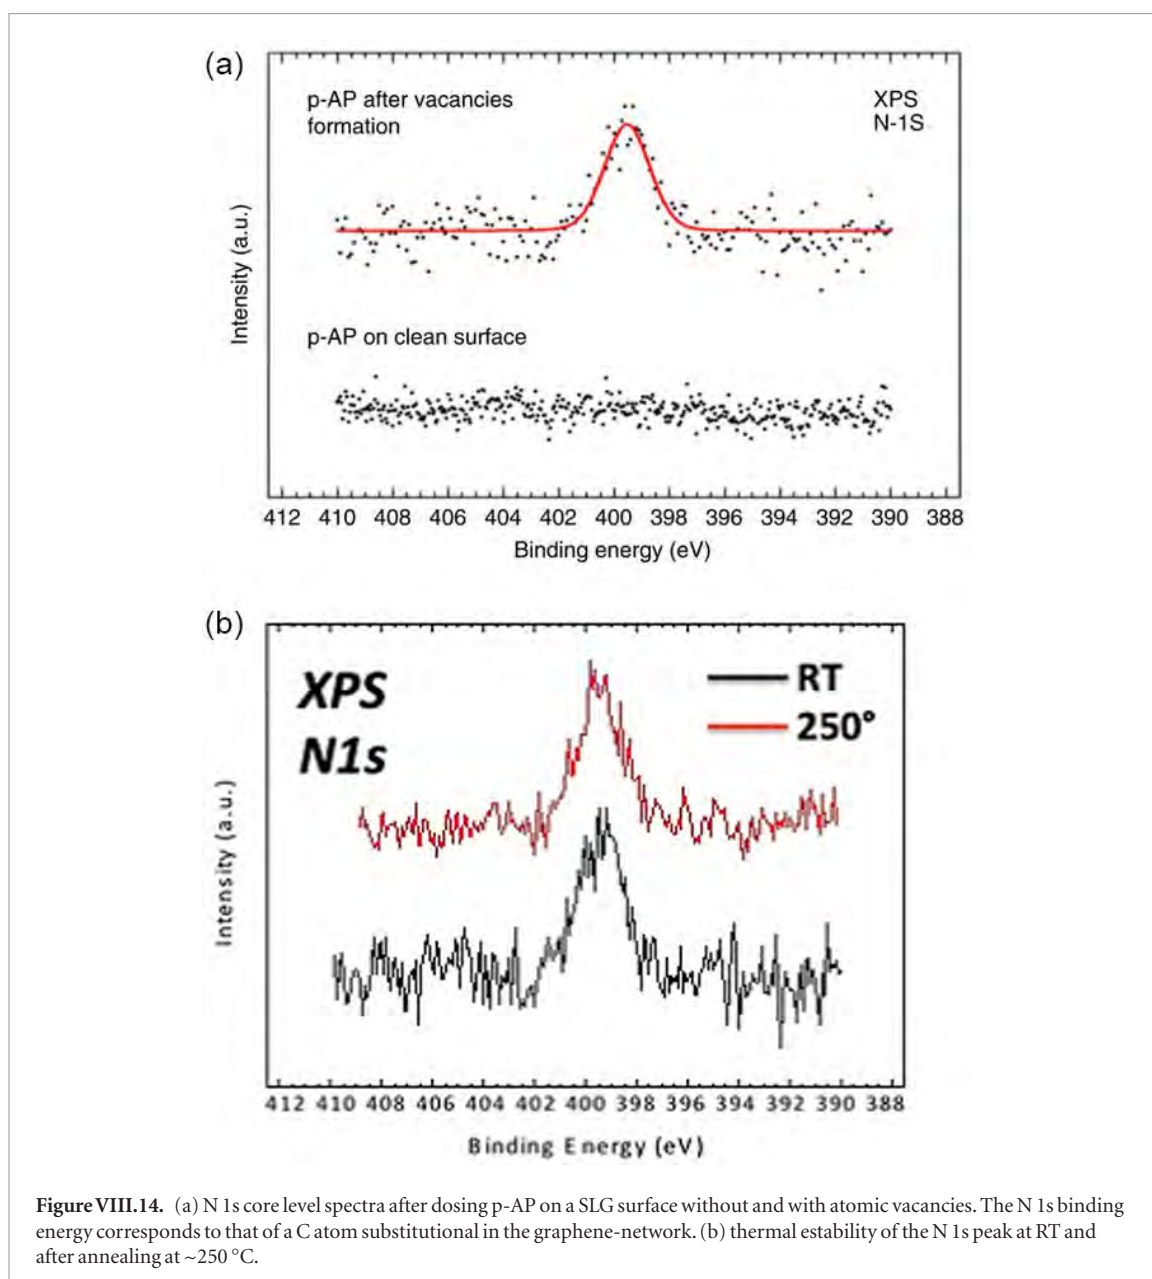 (a)
p-AP after vacancies
formation
XPS
N-1S
p-AP on clean surface
Intensity (a.u.)
412 410 408 406 404 402 400 398 396 394 392 390 388
Binding energy (eV)
(b)
XPS
N1s
RT
250°
Intensity (a.u.)
412 410 408 406 404 402 400 398 396 394 392 390 388
Binding Energy (eV)
Figure VIII.14. (a) N 1s core level spectra after dosing p-AP on a SLG surface without and with atomic vacancies. The N 1s binding
energy corresponds to that of a C atom substitutional in the graphene-network. (b) thermal estability of the N 1s peak at RT and
after annealing at ~250 °C.